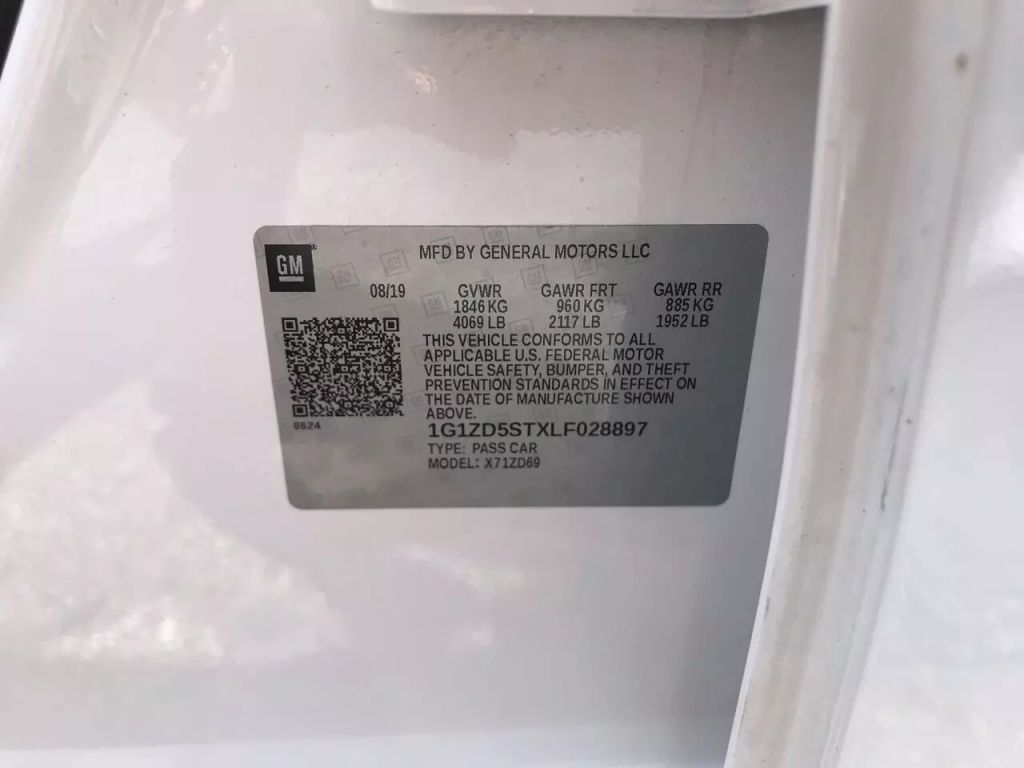 GM®
MFD BY GENERAL MOTORS LLC
08/19 GVWR GAWR FRT GAWR RR
1846 KG 960 KG 885 KG
4069 LB 2117 LB 1952 LB
THIS VEHICLE CONFORMS TO ALL
APPLICABLE U.S. FEDERAL MOTOR
VEHICLE SAFETY, BUMPER, AND THEFT
PREVENTION STANDARDS IN EFFECT ON
THE DATE OF MANUFACTURE SHOWN
ABOVE.
8624
1G1ZD5STXLF028897
TYPE: PASS CAR
MODEL: X71ZD69